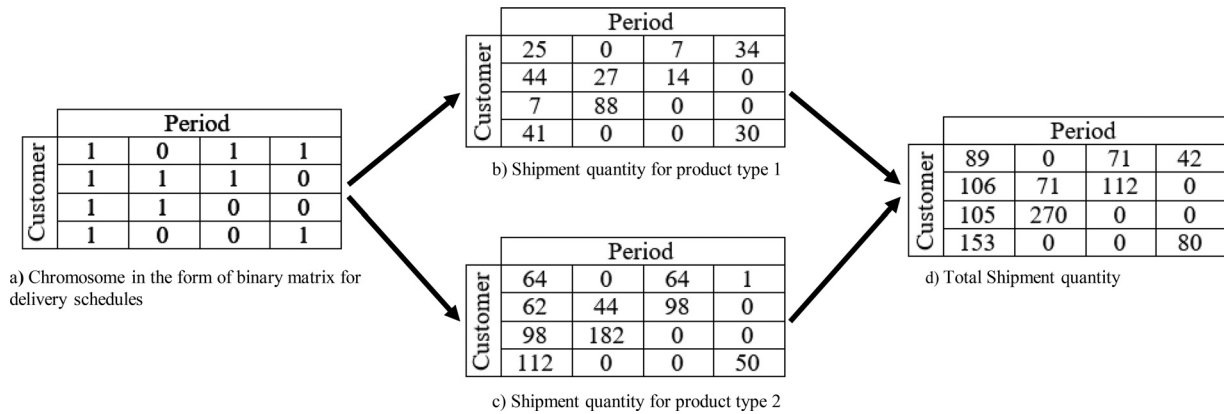 Period
Customer
1 0 1 1
1 1 1 0
1 1 0 0
1 0 0 1
a) Chromosome in the form of binary matrix for
delivery schedules
Period
Customer
25 0 7 34
44 27 14 0
7 88 0 0
41 0 0 30
b) Shipment quantity for product type 1
Period
Customer
64 0 64 1
62 44 98 0
98 182 0 0
112 0 0 50
c) Shipment quantity for product type 2
Period
Customer
89 0 71 42
106 71 112 0
105 270 0 0
153 0 0 80
d) Total Shipment quantity